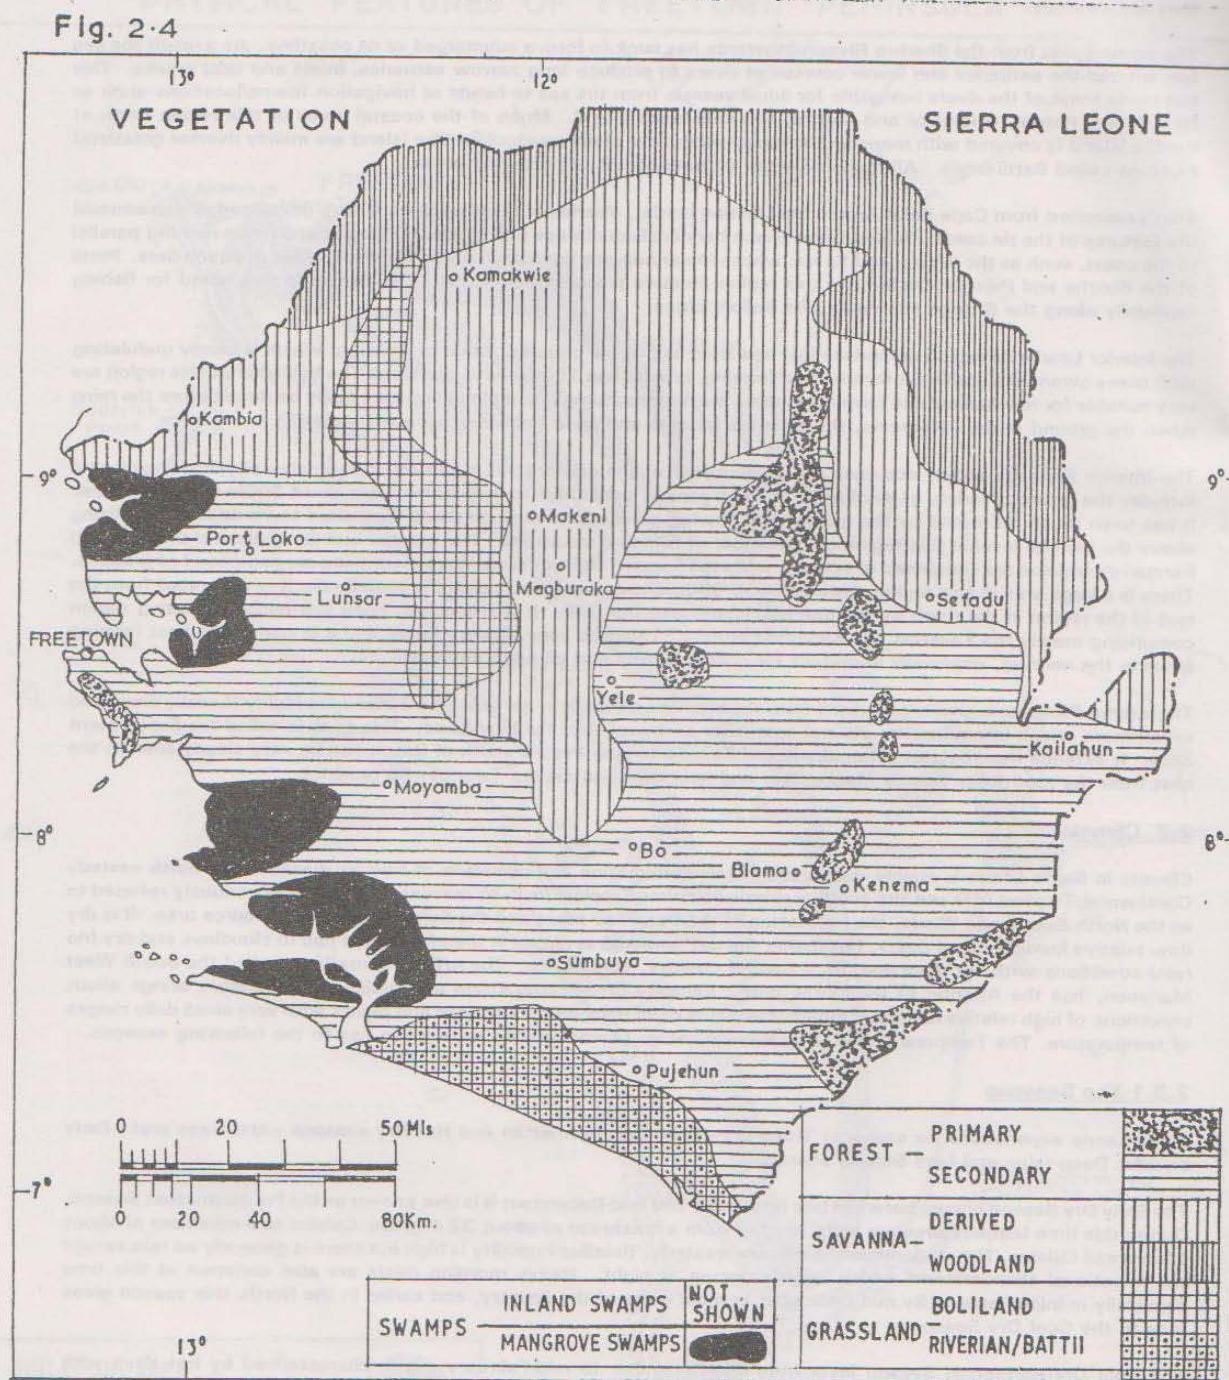 Fig. 2·4
13° 12°
VEGETATION SIERRA LEONE
Kamakwie
Kambia
9° 9°
Makeni
Port Loko
Magburaka
Lunsar
Sefadu
FREETOWN
Yele
Kailahun
Moyamba
8° 8°
Bo
Blama
Kenema
Sumbuya
Pujehun
0 20 50Mls
0 20 40 80Km.
7°
13°
FOREST — PRIMARY
SECONDARY
SAVANNA — DERIVED
WOODLAND
GRASSLAND — BOLILAND
RIVERIAN/BATTII
SWAMPS — INLAND SWAMPS NOT SHOWN
MANGROVE SWAMPS